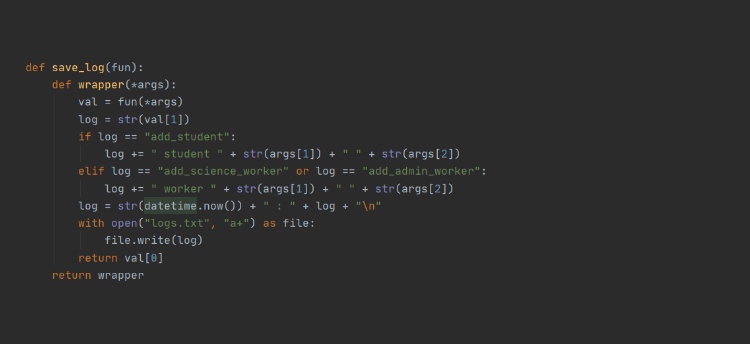 def save_log(fun):
    def wrapper(*args):
        val = fun(*args)
        log = str(val[1])
        if log == "add_student":
            log += " student " + str(args[1]) + " " + str(args[2])
        elif log == "add_science_worker" or log == "add_admin_worker":
            log += " worker " + str(args[1]) + " " + str(args[2])
        log = str(datetime.now()) + " : " + log + "\n"
        with open("logs.txt", "a+") as file:
            file.write(log)
        return val[0]
    return wrapper